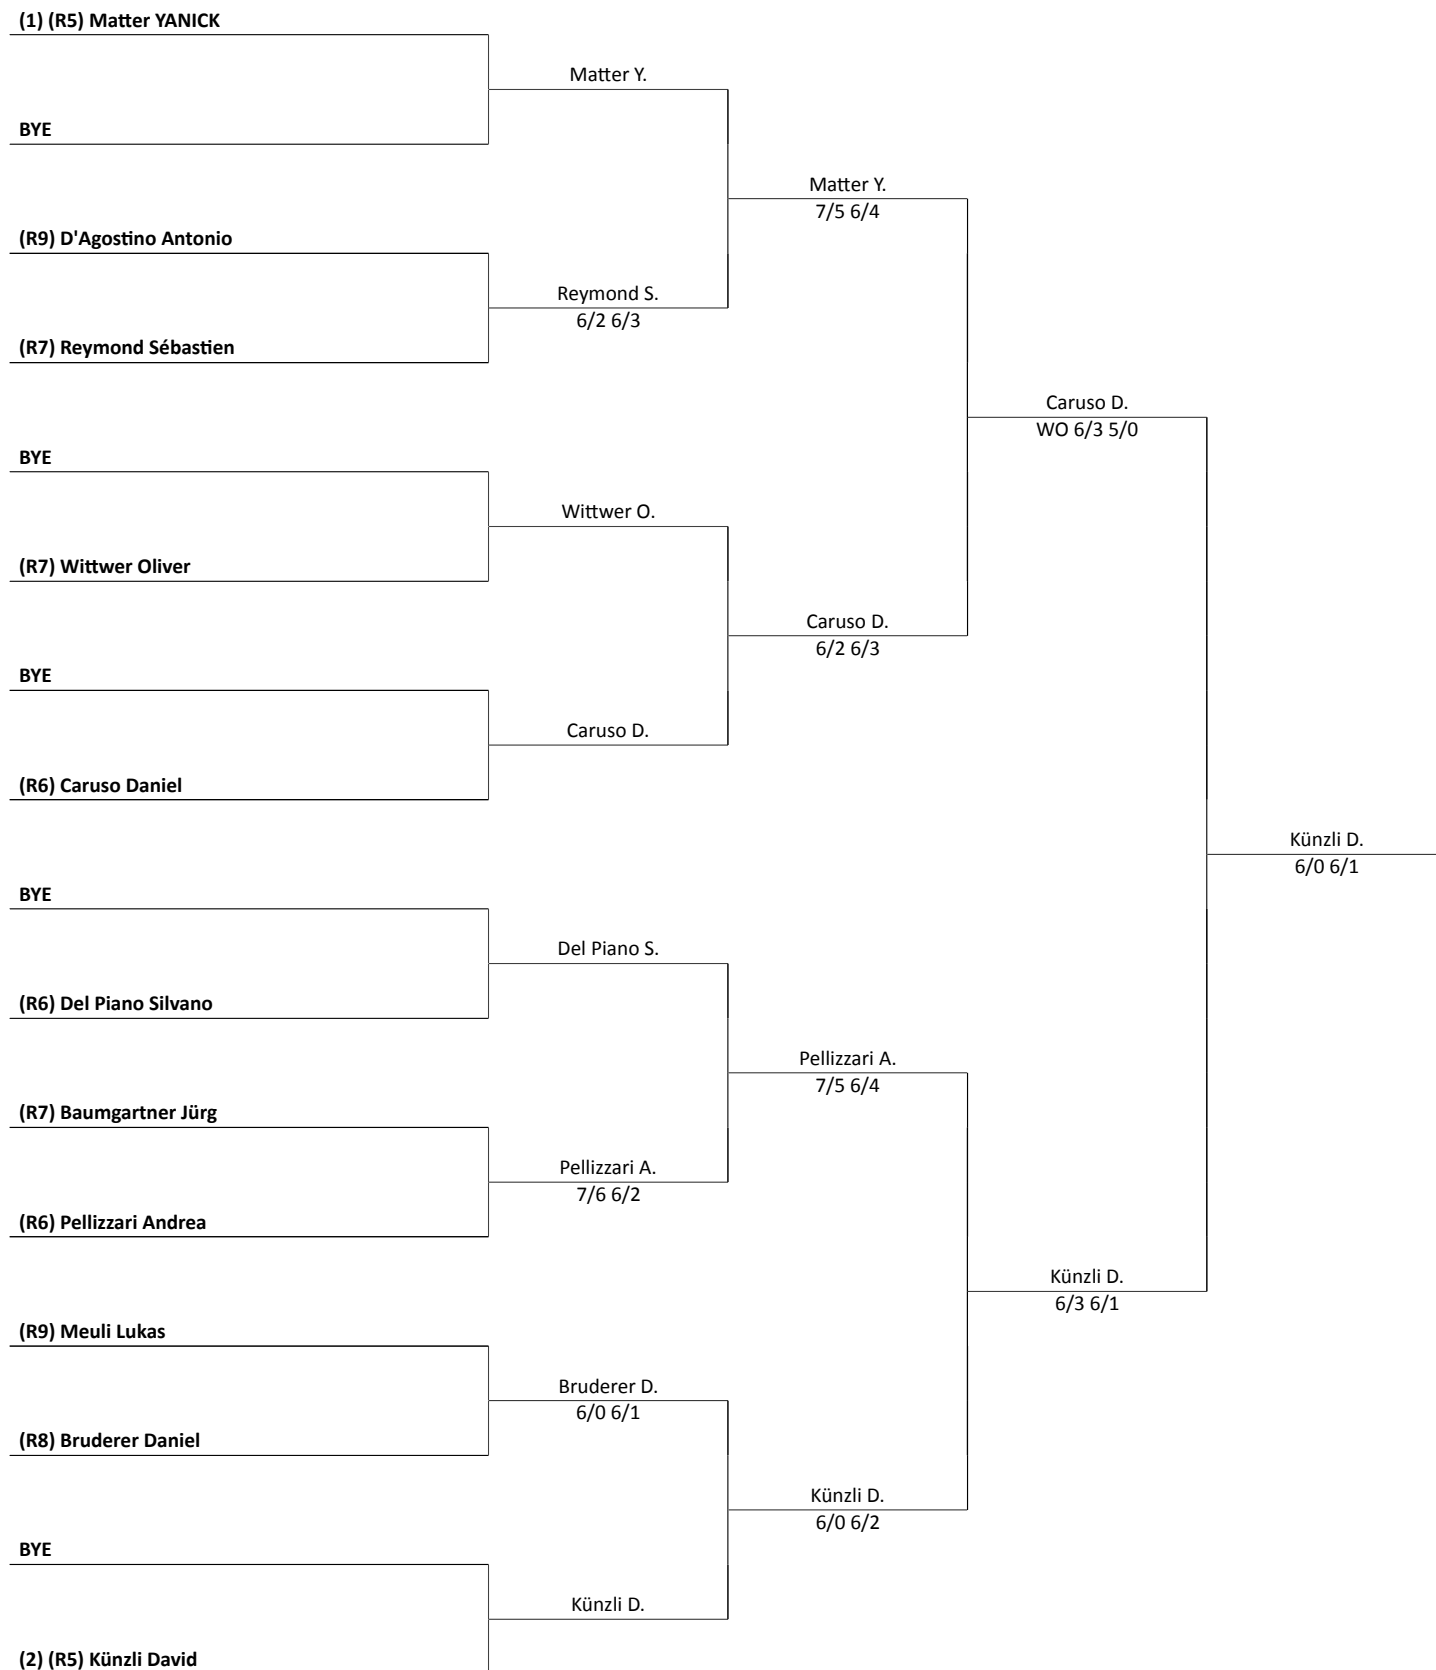 (1) (R5) Matter YANICK
Matter Y.
BYE
Matter Y.
7/5 6/4
(R9) D'Agostino Antonio
Reymond S.
6/2 6/3
(R7) Reymond Sébastien
Caruso D.
WO 6/3 5/0
BYE
Wittwer O.
(R7) Wittwer Oliver
Caruso D.
6/2 6/3
BYE
Caruso D.
(R6) Caruso Daniel
Künzli D.
6/0 6/1
BYE
Del Piano S.
(R6) Del Piano Silvano
Pellizzari A.
7/5 6/4
(R7) Baumgartner Jürg
Pellizzari A.
7/6 6/2
(R6) Pellizzari Andrea
Künzli D.
6/3 6/1
(R9) Meuli Lukas
Bruderer D.
6/0 6/1
(R8) Bruderer Daniel
Künzli D.
6/0 6/2
BYE
Künzli D.
(2) (R5) Künzli David